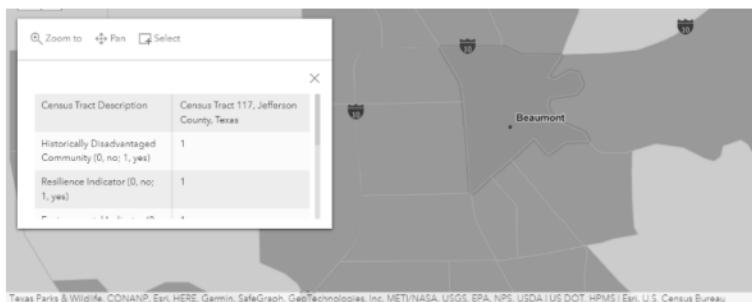 Zoom to Pan Select
Census Tract Description
Census Tract 117, Jefferson
County, Texas
Historically Disadvantaged
Community (0, no; 1, yes)
1
Resilience Indicator (0, no;
1, yes)
1
10
10
10
Beaumont
Texas Parks & Wildlife, CONANP, Esri, HERE, Garmin, SafeGraph, GeoTechnologies, Inc, METI/NASA, USGS, EPA, NPS, USDA | US DOT, HPMS | Esri, U.S. Census Bureau